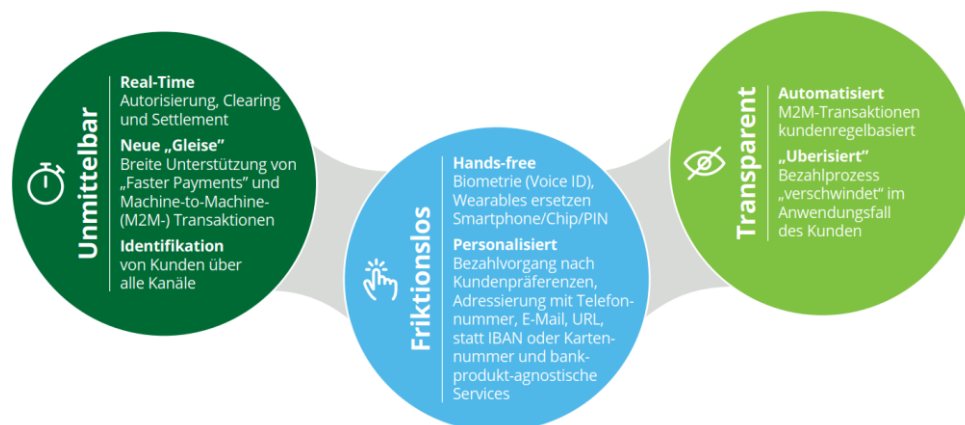 Unmittelbar
Real-Time
Autorisierung, Clearing
und Settlement
Neue „Gleise”
Breite Unterstützung von
„Faster Payments” und
Machine-to-Machine-
(M2M-) Transaktionen
Identifikation
von Kunden über
alle Kanäle
Friktionslos
Hands-free
Biometrie (Voice ID),
Wearables ersetzen
Smartphone/Chip/PIN
Personalisiert
Bezahlvorgang nach
Kundenpräferenzen,
Adressierung mit Telefon-
nummer, E-Mail, URL,
statt IBAN oder Karten-
nummer und bank-
produkt-agnostische
Services
Transparent
Automatisiert
M2M-Transaktionen
kundenregelbasiert
„Uberisiert”
Bezahlprozess
„verschwindet” im
Anwendungsfall
des Kunden